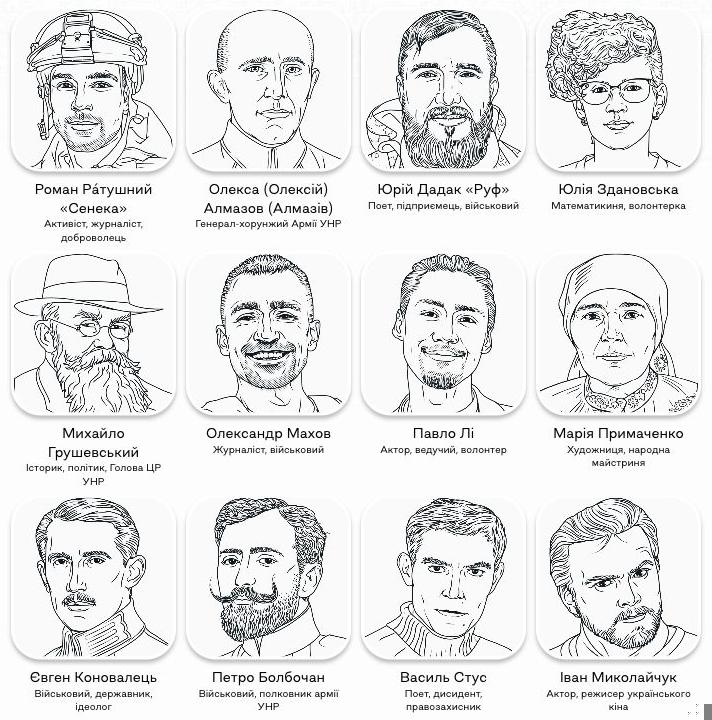 Роман Ра́тушний
«Сенека»
Активіст, журналіст,
доброволець
Олекса (Олексій)
Алмазов (Алмазів)
Генерал-хорунжий Армії УНР
Юрій Дадак «Руф»
Поет, підприємець, військовий
Юлія Здановська
Математикиня, волонтерка
Михайло
Грушевський
Історик, політик, Голова ЦР
УНР
Олександр Махов
Журналіст, військовий
Павло Лі
Актор, ведучий, волонтер
Марія Примаченко
Художниця, народна
майстриня
Євген Коновалець
Військовий, державник,
ідеолог
Петро Болбочан
Військовий, полковник армії
УНР
Василь Стус
Поет, дисидент,
правозахисник
Іван Миколайчук
Актор, режисер українського
кіна